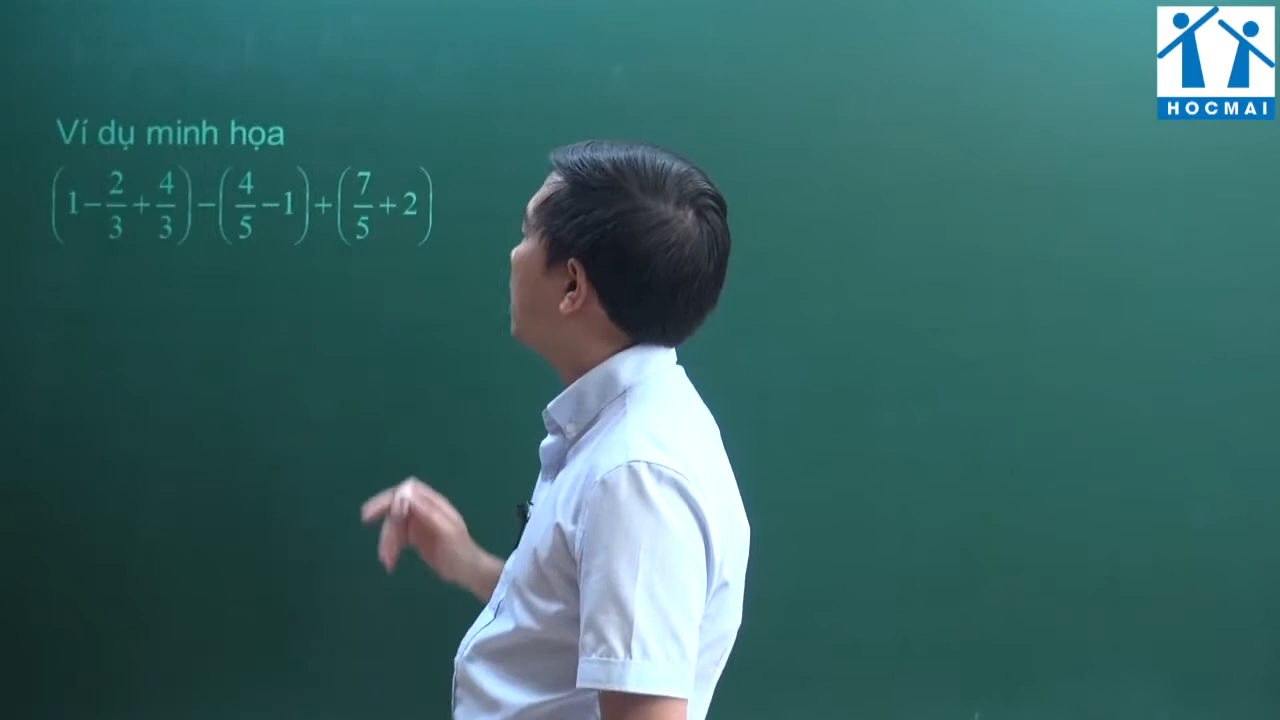 HOCMAI
Ví dụ minh họa
(1 − 2/3 + 4/3) − (4/5 − 1) + (7/5 + 2)